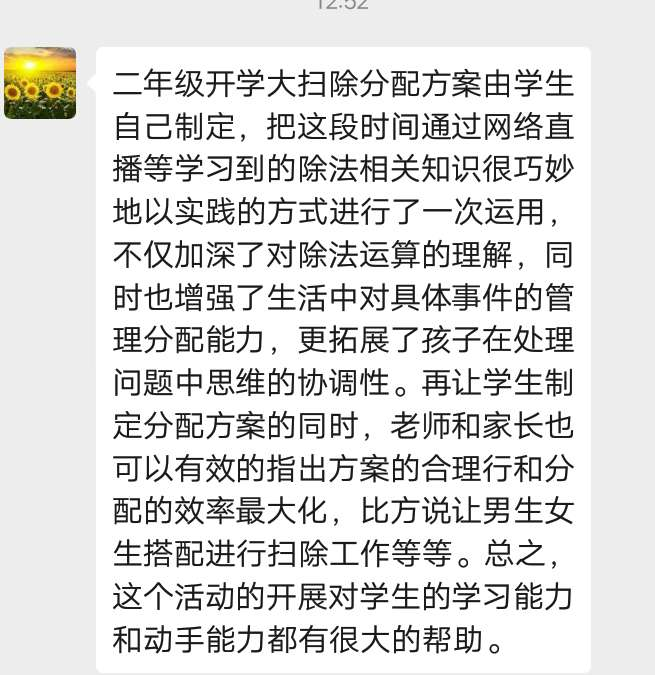 12:52
二年级开学大扫除分配方案由学生
自己制定，把这段时间通过网络直
播等学习到的除法相关知识很巧妙
地以实践的方式进行了一次运用，
不仅加深了对除法运算的理解，同
时也增强了生活中对具体事件的管
理分配能力，更拓展了孩子在处理
问题中思维的协调性。再让学生制
定分配方案的同时，老师和家长也
可以有效的指出方案的合理行和分
配的效率最大化，比方说让男生女
生搭配进行扫除工作等等。总之，
这个活动的开展对学生的学习能力
和动手能力都有很大的帮助。